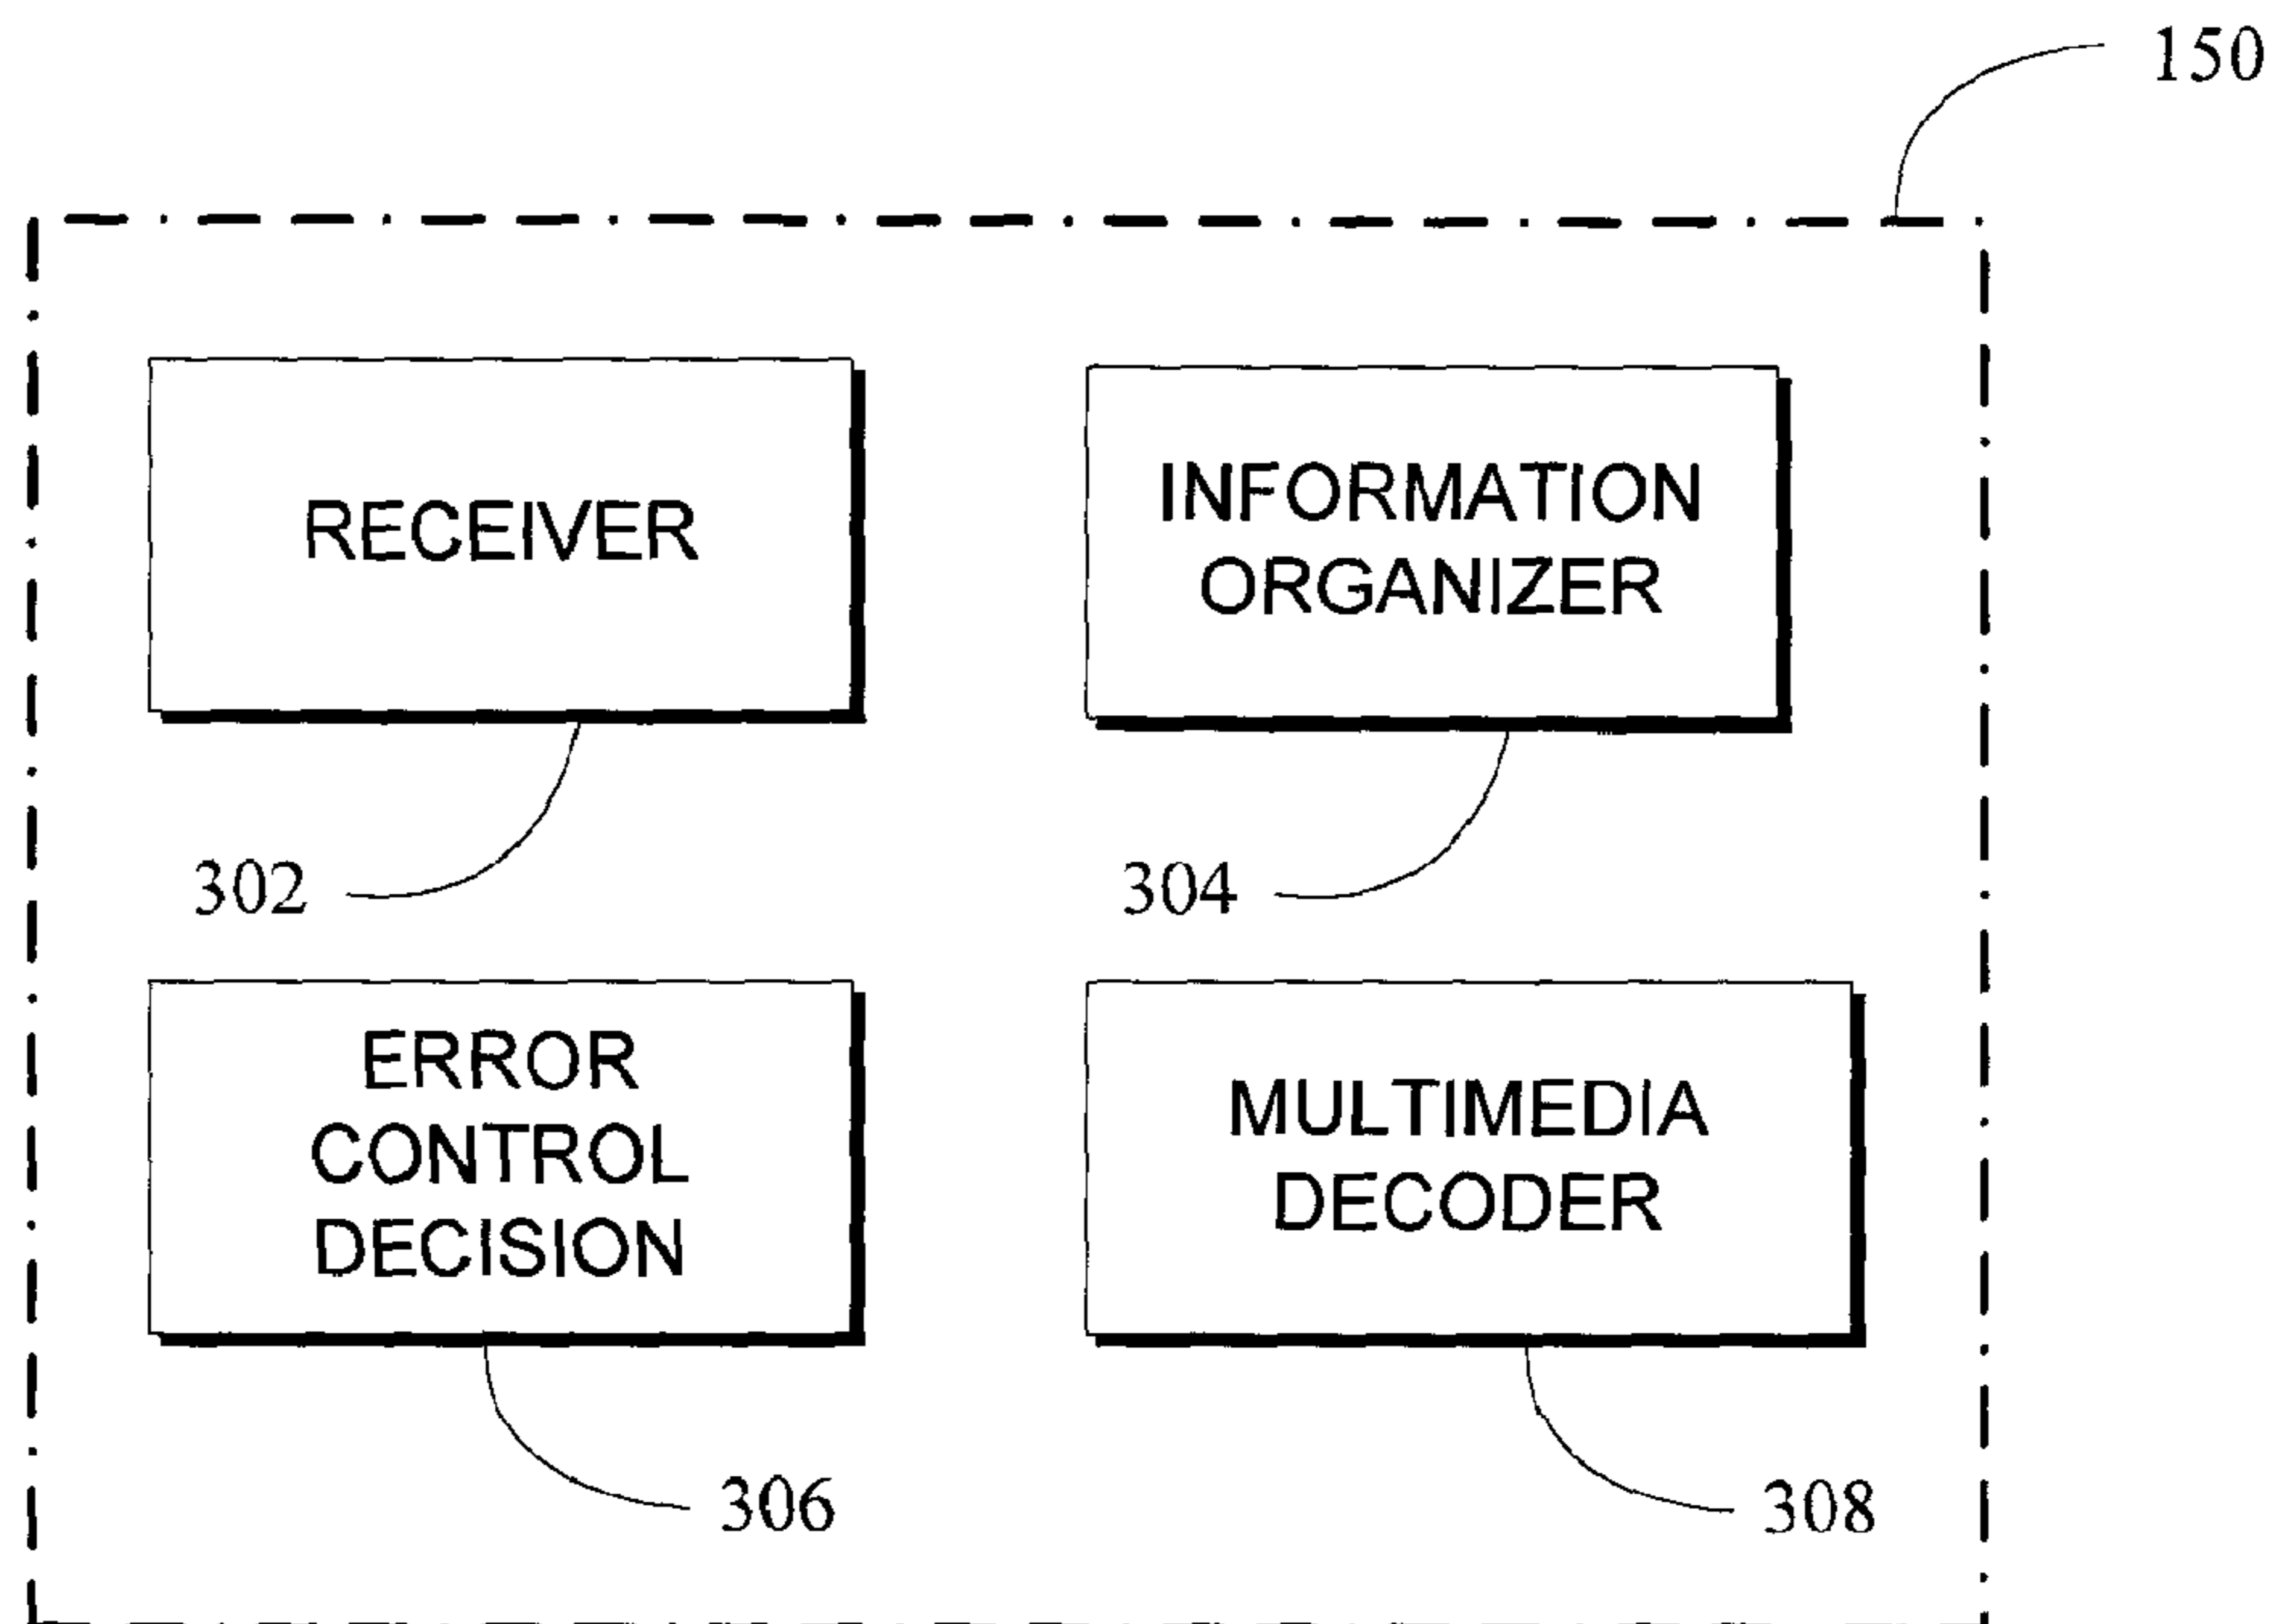 150
RECEIVER
INFORMATION
ORGANIZER
302
304
ERROR
CONTROL
DECISION
MULTIMEDIA
DECODER
306
308